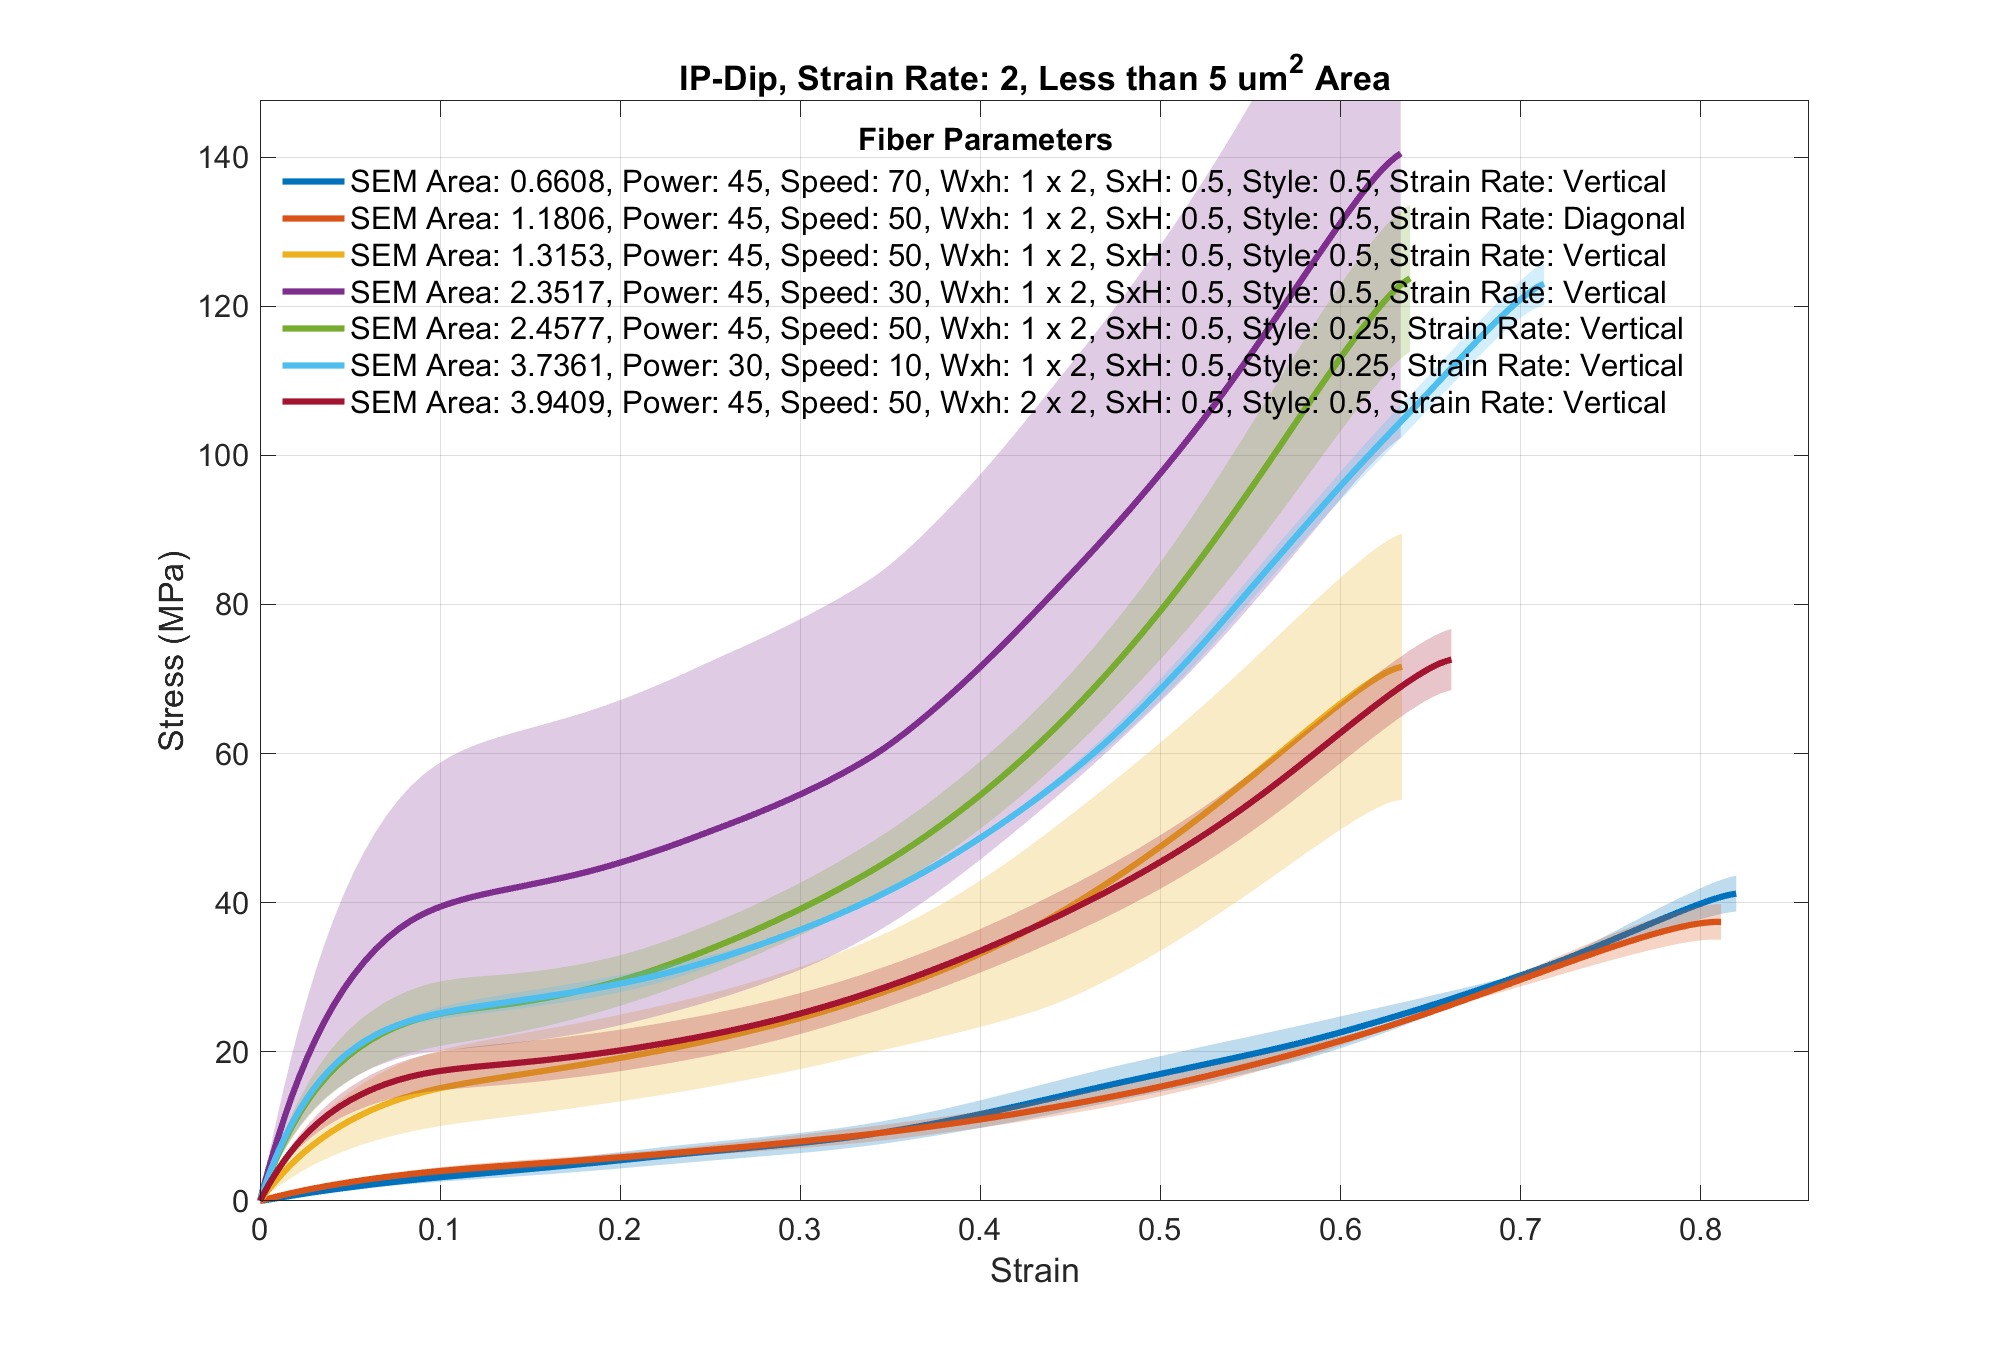 IP-Dip, Strain Rate: 2, Less than 5 um² Area
Fiber Parameters
SEM Area: 0.6608, Power: 45, Speed: 70, Wxh: 1 x 2, SxH: 0.5, Style: 0.5, Strain Rate: Vertical
SEM Area: 1.1806, Power: 45, Speed: 50, Wxh: 1 x 2, SxH: 0.5, Style: 0.5, Strain Rate: Diagonal
SEM Area: 1.3153, Power: 45, Speed: 50, Wxh: 1 x 2, SxH: 0.5, Style: 0.5, Strain Rate: Vertical
SEM Area: 2.3517, Power: 45, Speed: 30, Wxh: 1 x 2, SxH: 0.5, Style: 0.5, Strain Rate: Vertical
SEM Area: 2.4577, Power: 45, Speed: 50, Wxh: 1 x 2, SxH: 0.5, Style: 0.25, Strain Rate: Vertical
SEM Area: 3.7361, Power: 30, Speed: 10, Wxh: 1 x 2, SxH: 0.5, Style: 0.25, Strain Rate: Vertical
SEM Area: 3.9409, Power: 45, Speed: 50, Wxh: 2 x 2, SxH: 0.5, Style: 0.5, Strain Rate: Vertical
140
120
100
80
60
40
20
0
Stress (MPa)
0 0.1 0.2 0.3 0.4 0.5 0.6 0.7 0.8
Strain